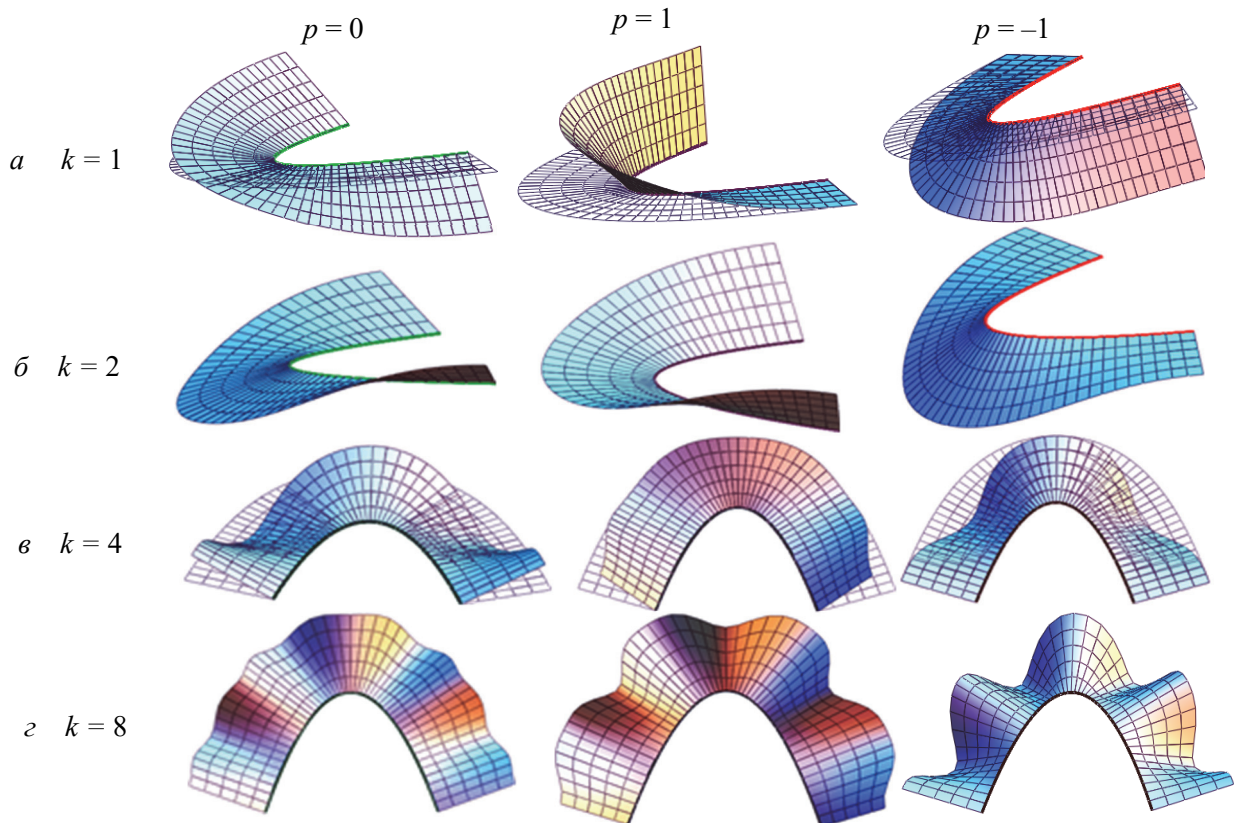 p = 0 p = 1 p = –1
а k = 1
б k = 2
в k = 4
г k = 8